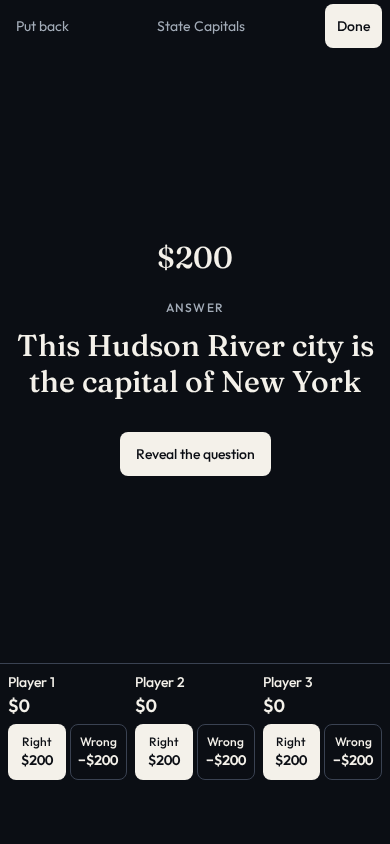 Put back
State Capitals
Done
$200
ANSWER
This Hudson River city is
the capital of New York
Reveal the question
Player 1
$0
Right
$200
Wrong
−$200
Player 2
$0
Right
$200
Wrong
−$200
Player 3
$0
Right
$200
Wrong
−$200